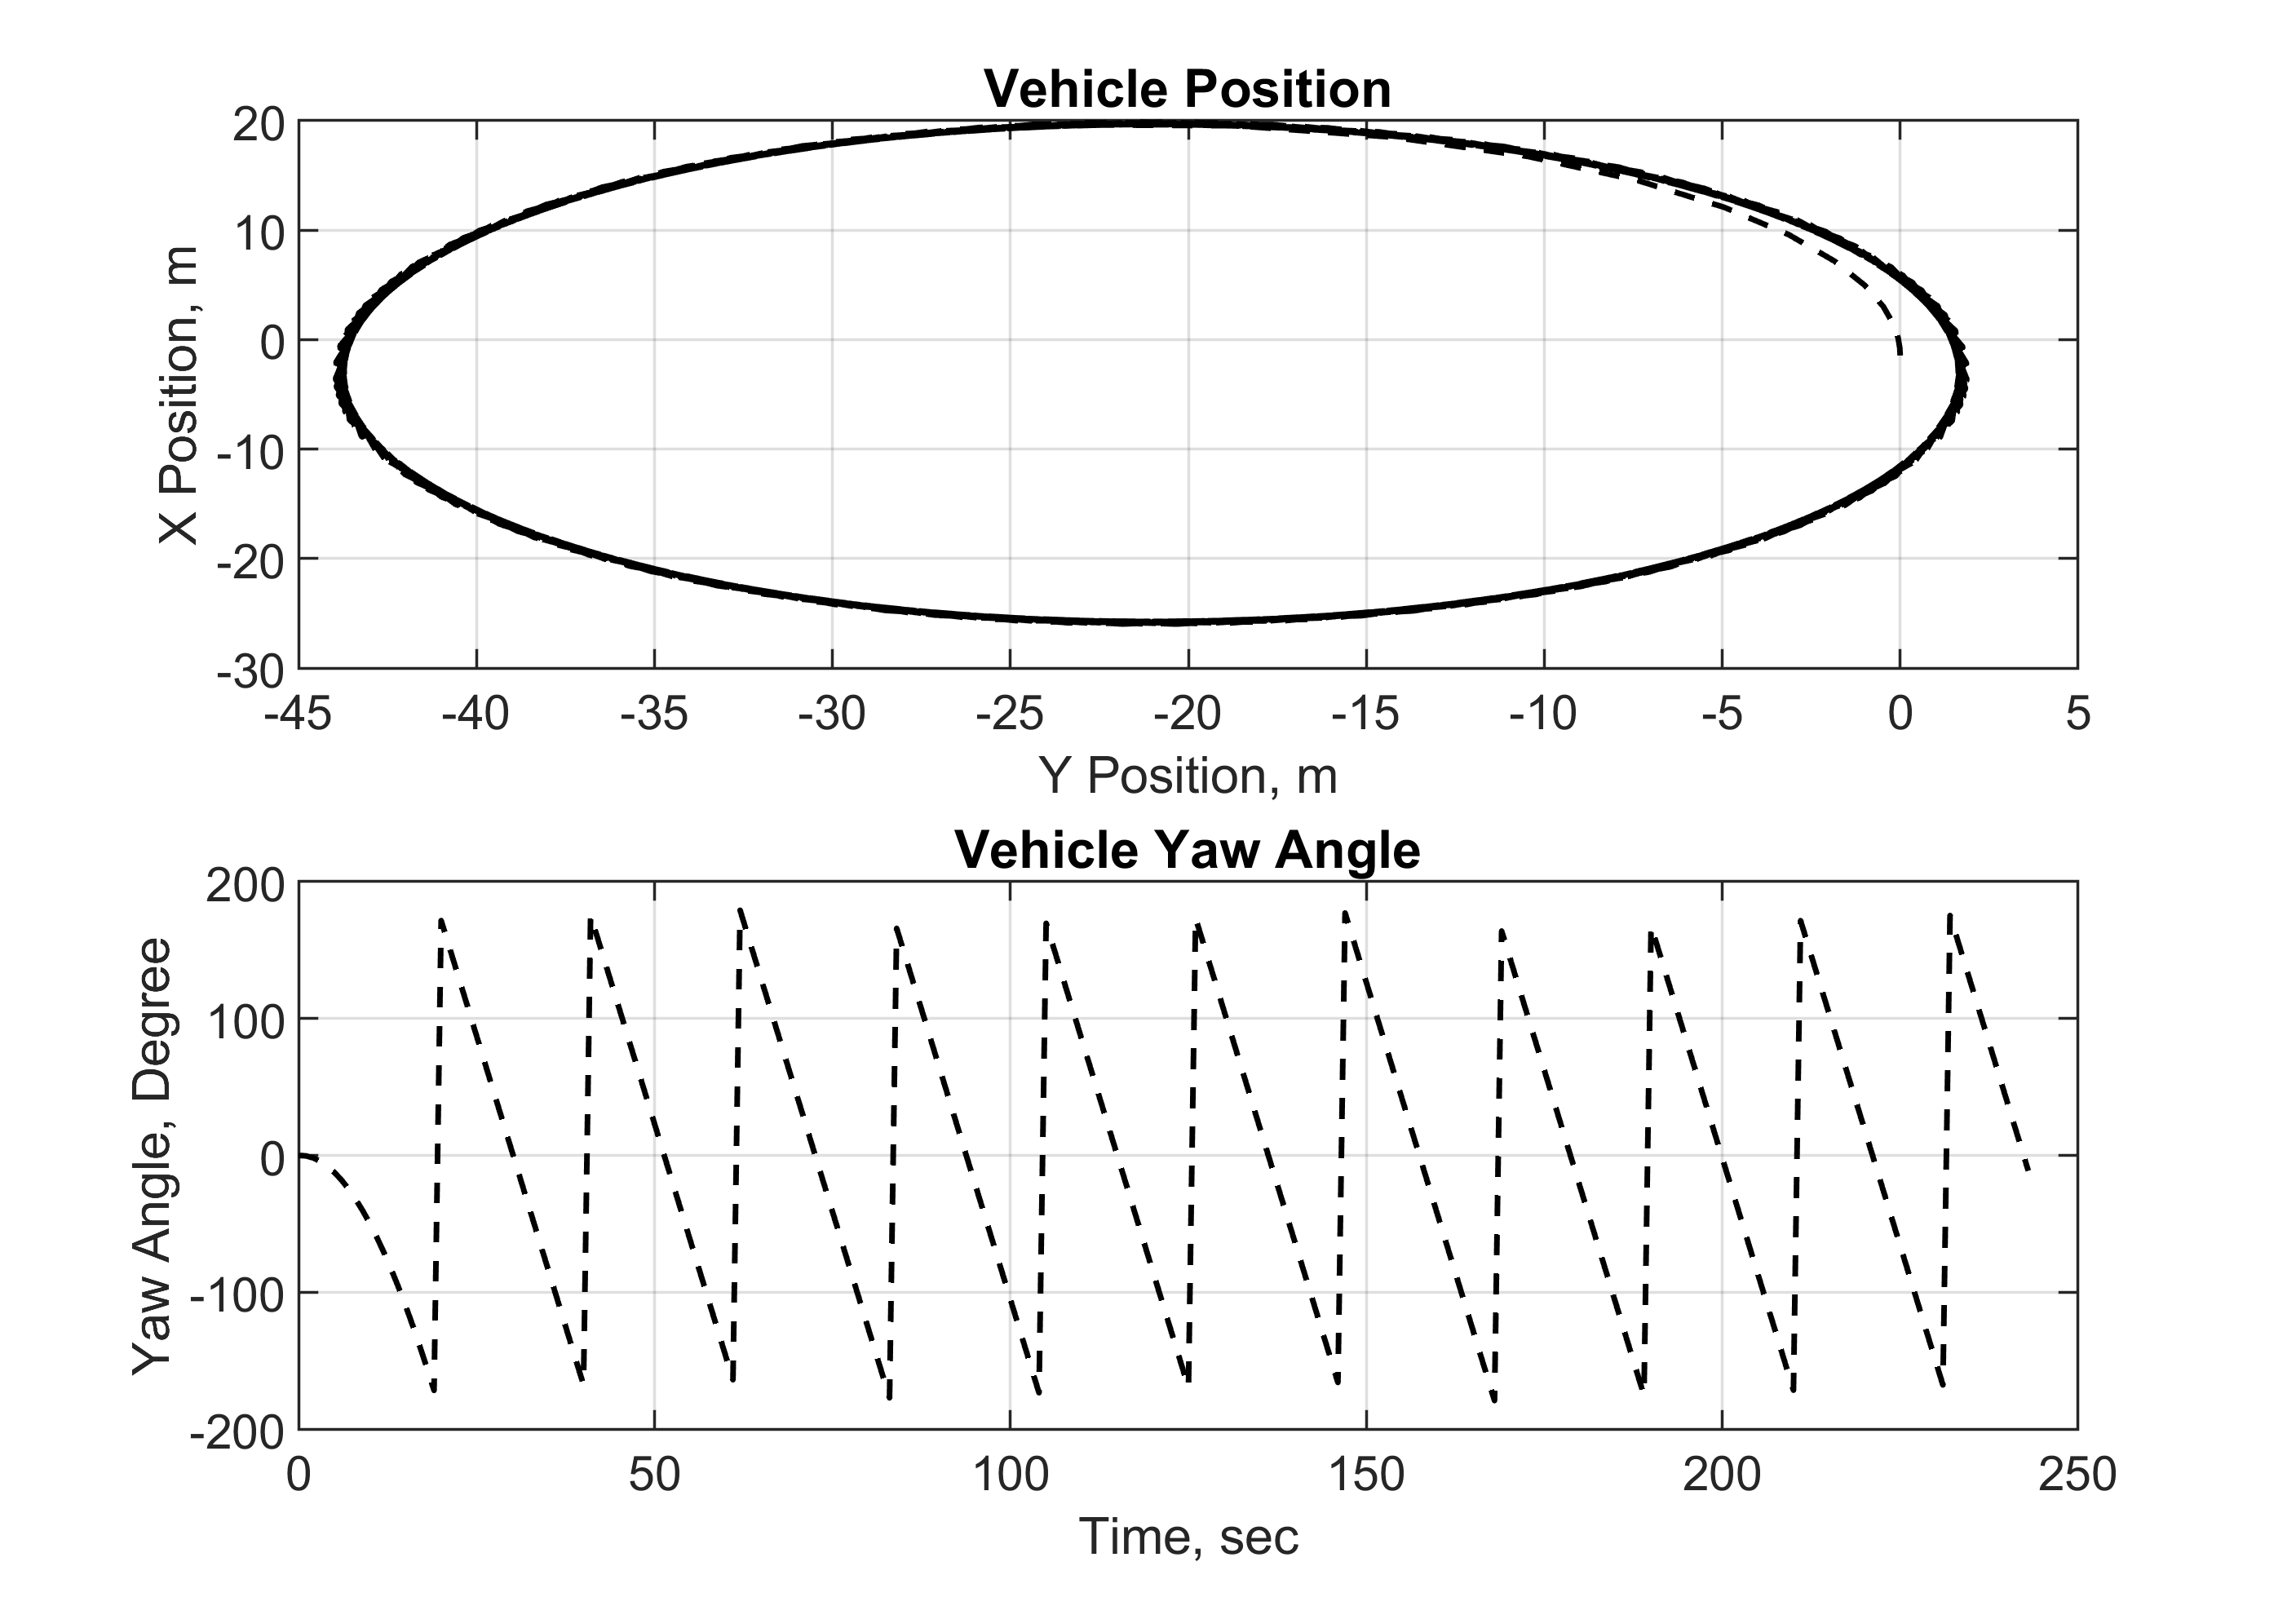 Vehicle Position
20
10
0
-10
-20
-30
X Position, m
-45 -40 -35 -30 -25 -20 -15 -10 -5 0 5
Y Position, m
Vehicle Yaw Angle
200
100
0
-100
-200
Yaw Angle, Degree
0 50 100 150 200 250
Time, sec